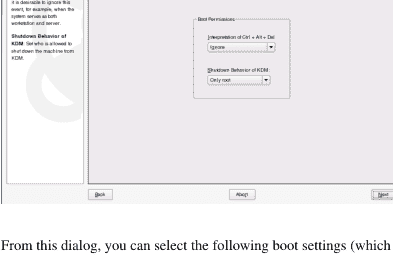 it is desirable to ignore this
event, for example, when the
system serves as both
workstation and server.
Shutdown Behavior of
KDM: Set who is allowed to
shut down the machine from
KDM.
Boot Permissions
Interpretation of Ctrl + Alt + Del
Ignore
Shutdown Behavior of KDM:
Only root
Back
Abort
Next
From this dialog, you can select the following boot settings (which